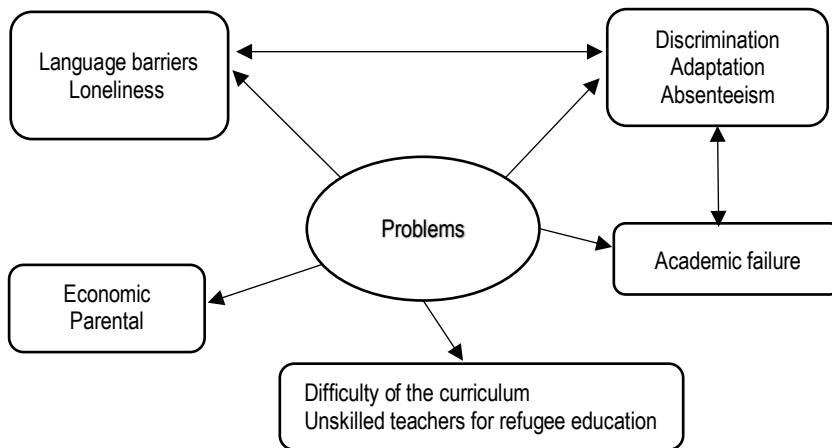 Language barriers
Loneliness
Discrimination
Adaptation
Absenteeism
Problems
Academic failure
Economic
Parental
Difficulty of the curriculum
Unskilled teachers for refugee education